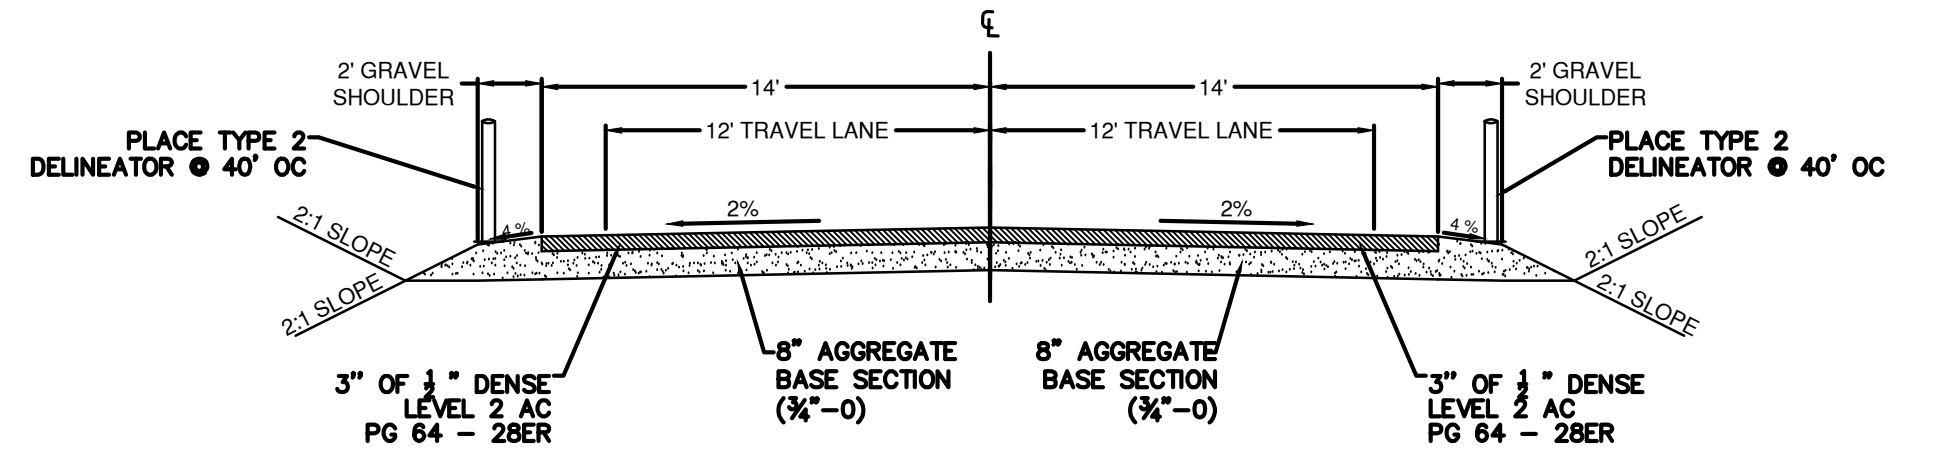 ℄
2' GRAVEL
SHOULDER
14'
14'
2' GRAVEL
SHOULDER
12' TRAVEL LANE
12' TRAVEL LANE
PLACE TYPE 2
DELINEATOR @ 40' OC
PLACE TYPE 2
DELINEATOR @ 40' OC
2%
2%
4 %
4 %
2:1 SLOPE
2:1 SLOPE
2:1 SLOPE
2:1 SLOPE
8" AGGREGATE
BASE SECTION
(¾"-0)
8" AGGREGATE
BASE SECTION
(¾"-0)
3" OF ½ " DENSE
LEVEL 2 AC
PG 64 - 28ER
3" OF ½ " DENSE
LEVEL 2 AC
PG 64 - 28ER